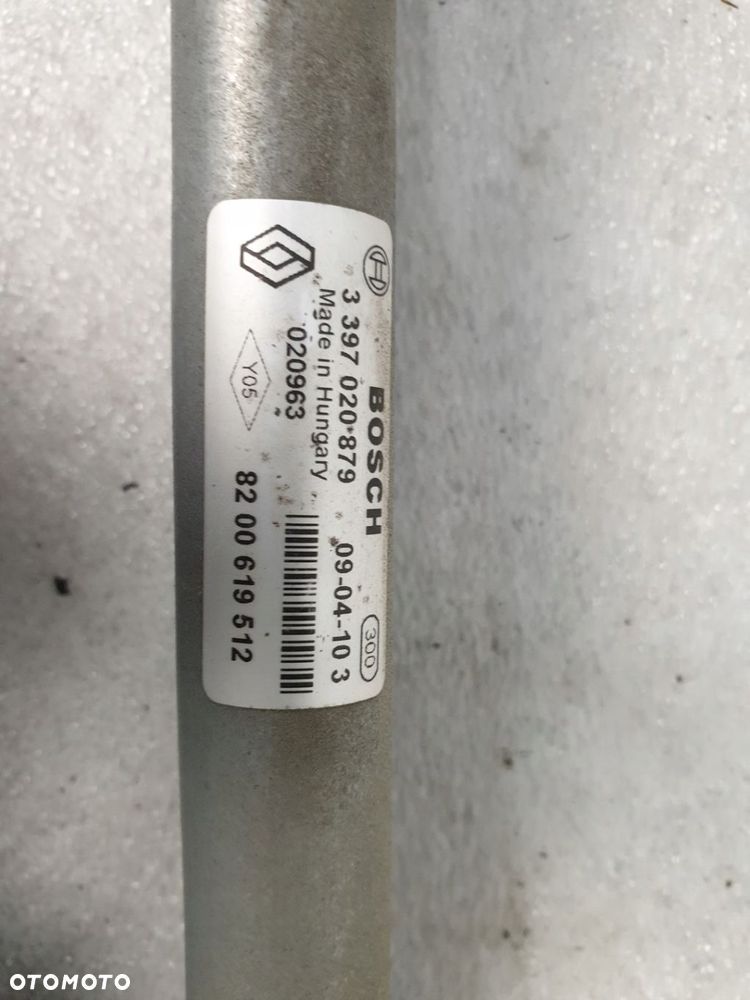 BOSCH
3 397 020 879 09-04-10 3
300
Made in Hungary
020963
Y05
82 00 619 512
OTOMOTO